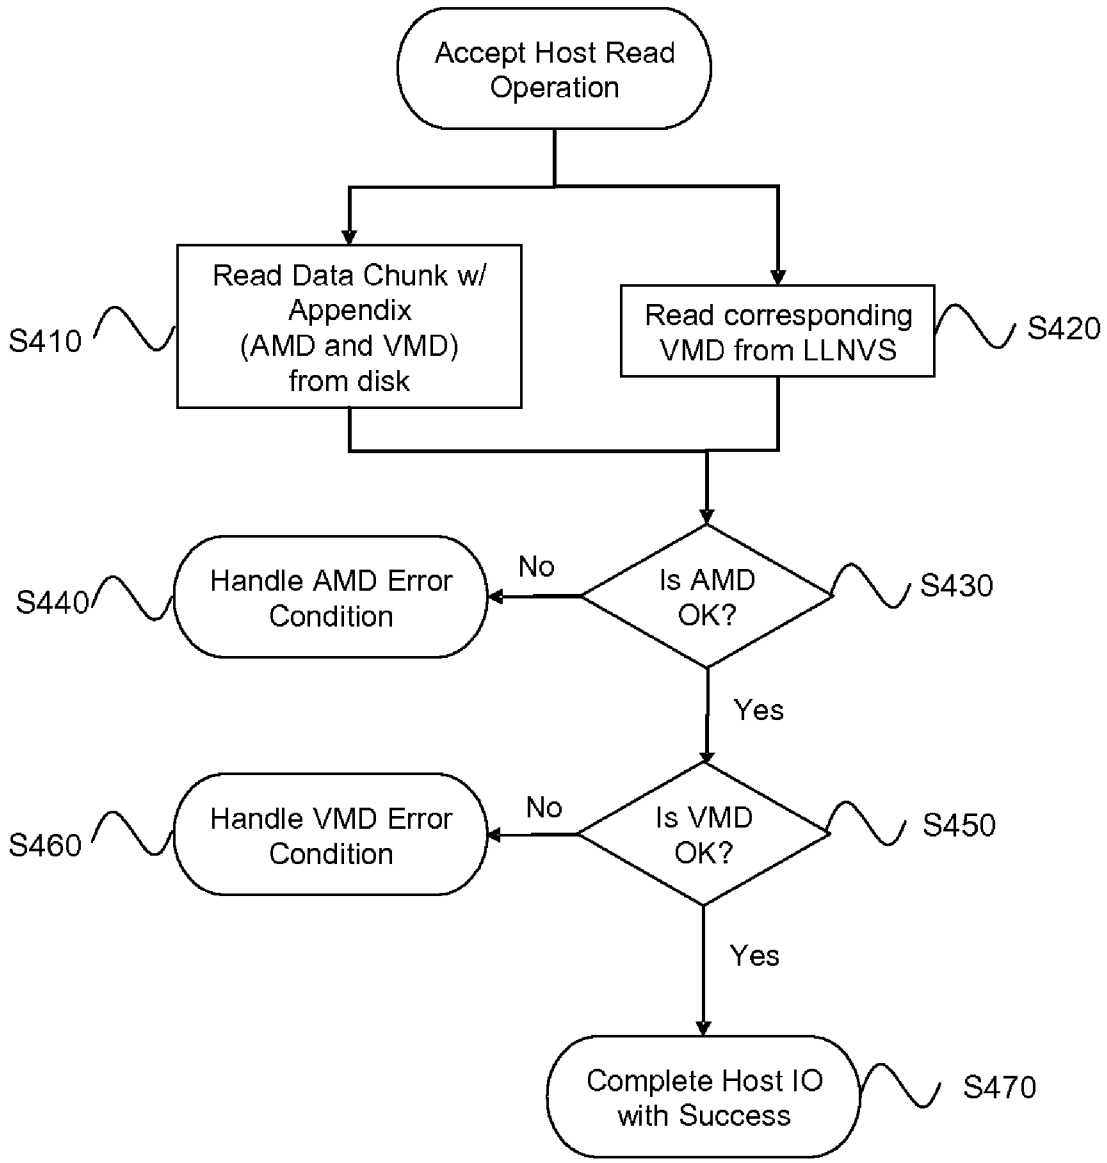 Accept Host Read
Operation
Read Data Chunk w/
Appendix
(AMD and VMD)
from disk
S410
Read corresponding
VMD from LLNVS
S420
Is AMD
OK?
S430
No
Handle AMD Error
Condition
S440
Yes
Is VMD
OK?
S450
No
Handle VMD Error
Condition
S460
Yes
Complete Host IO
with Success
S470